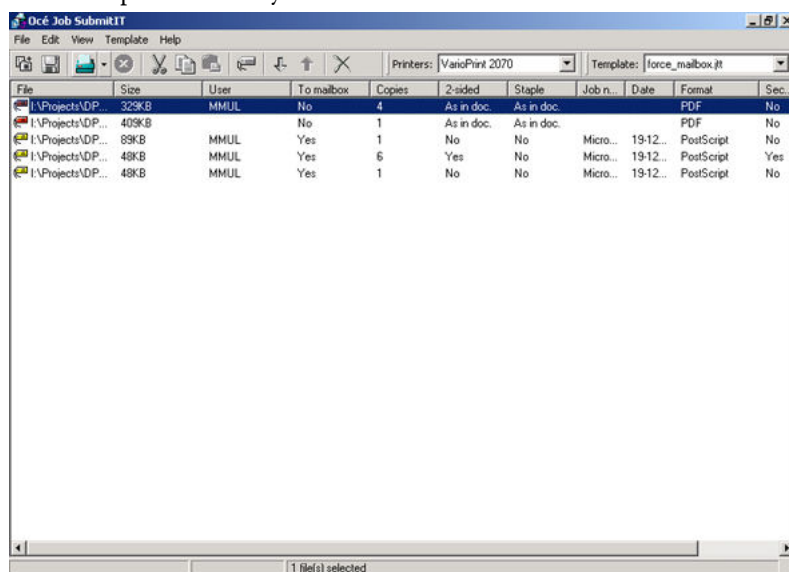 Océ Job SubmitIT
File Edit View Template Help
Printers: VarioPrint 2070 Template: force_mailbox.jtt
File Size User To mailbox Copies 2-sided Staple Job n... Date Format Sec...
I:\Projects\DP... 329KB MMUL No 4 As in doc. As in doc. PDF No
I:\Projects\DP... 409KB No 1 As in doc. As in doc. PDF No
I:\Projects\DP... 89KB MMUL Yes 1 No No Micro... 19-12... PostScript No
I:\Projects\DP... 48KB MMUL Yes 6 Yes No Micro... 19-12... PostScript Yes
I:\Projects\DP... 48KB MMUL Yes 1 No No Micro... 19-12... PostScript No
1 file(s) selected